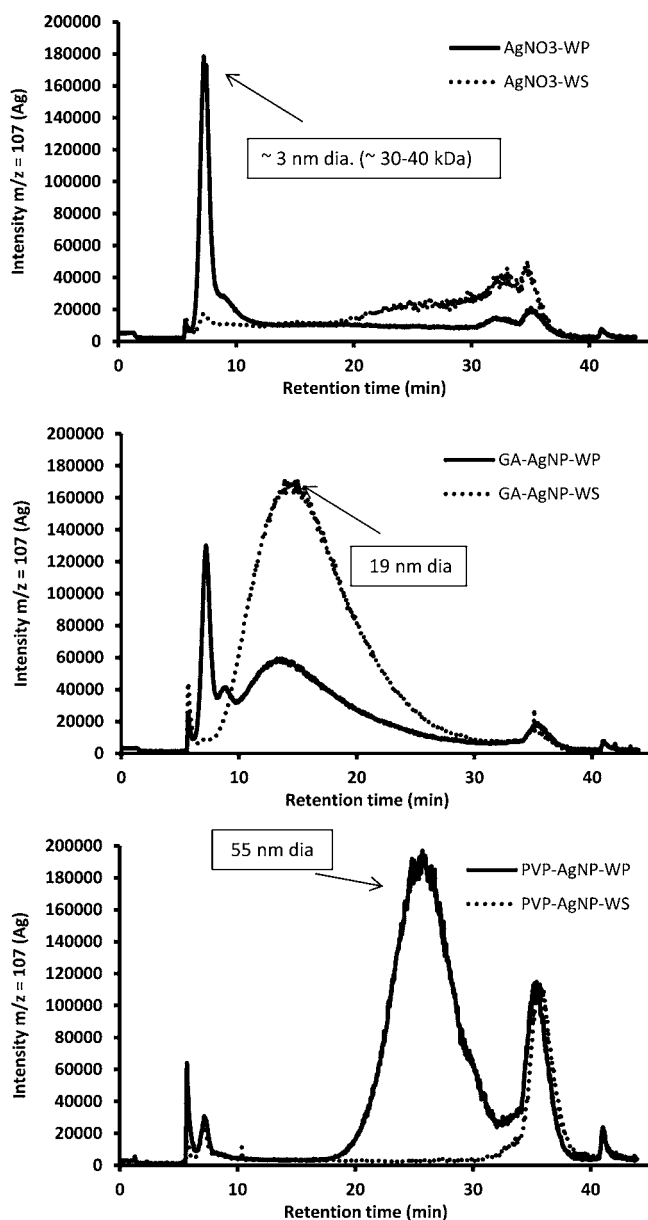 Intensity m/z = 107 (Ag)
200000
180000
160000
140000
120000
100000
80000
60000
40000
20000
0
AgNO3-WP
AgNO3-WS
~ 3 nm dia. (~ 30-40 kDa)
0 10 20 30 40
Retention time (min)
Intensity m/z = 107 (Ag)
200000
180000
160000
140000
120000
100000
80000
60000
40000
20000
0
GA-AgNP-WP
GA-AgNP-WS
19 nm dia
0 10 20 30 40
Retention time (min)
Intensity m/z = 107 (Ag)
200000
180000
160000
140000
120000
100000
80000
60000
40000
20000
0
55 nm dia
PVP-AgNP-WP
PVP-AgNP-WS
0 10 20 30 40
Retention time (min)